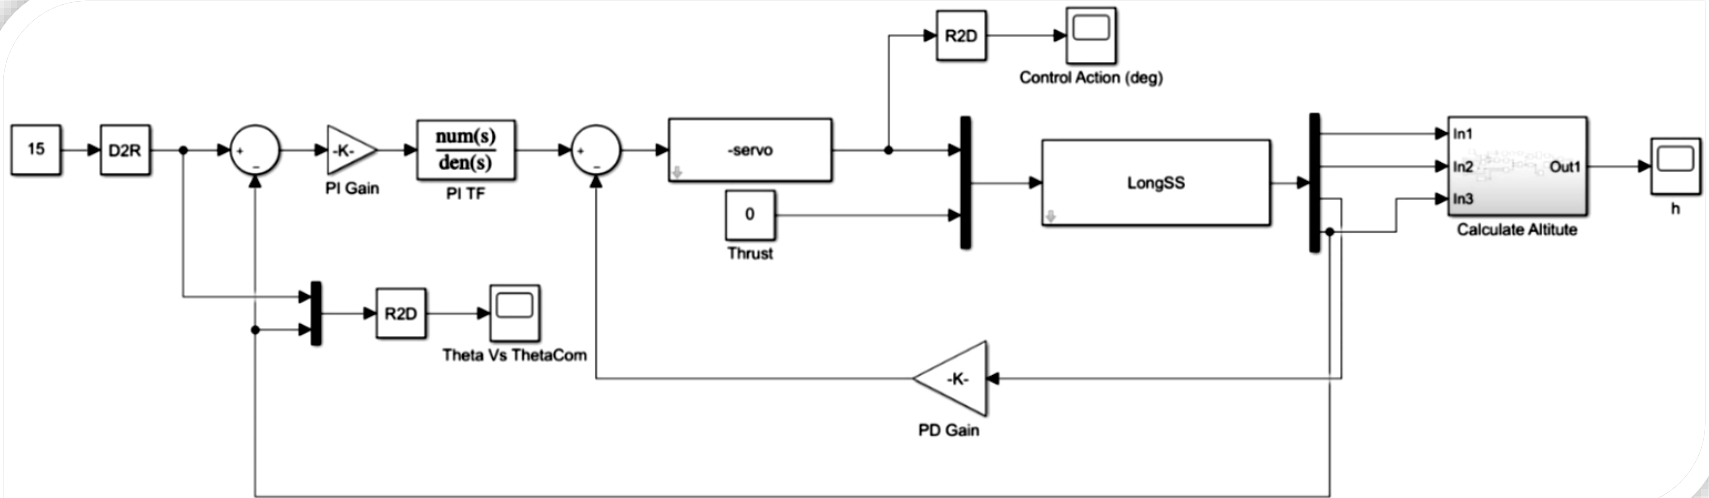 R2D
Control Action (deg)
15
D2R
+
−
-K-
PI Gain
num(s)
den(s)
PI TF
+
−
-servo
0
Thrust
LongSS
In1
In2
In3
Out1
Calculate Altitute
h
R2D
Theta Vs ThetaCom
-K-
PD Gain